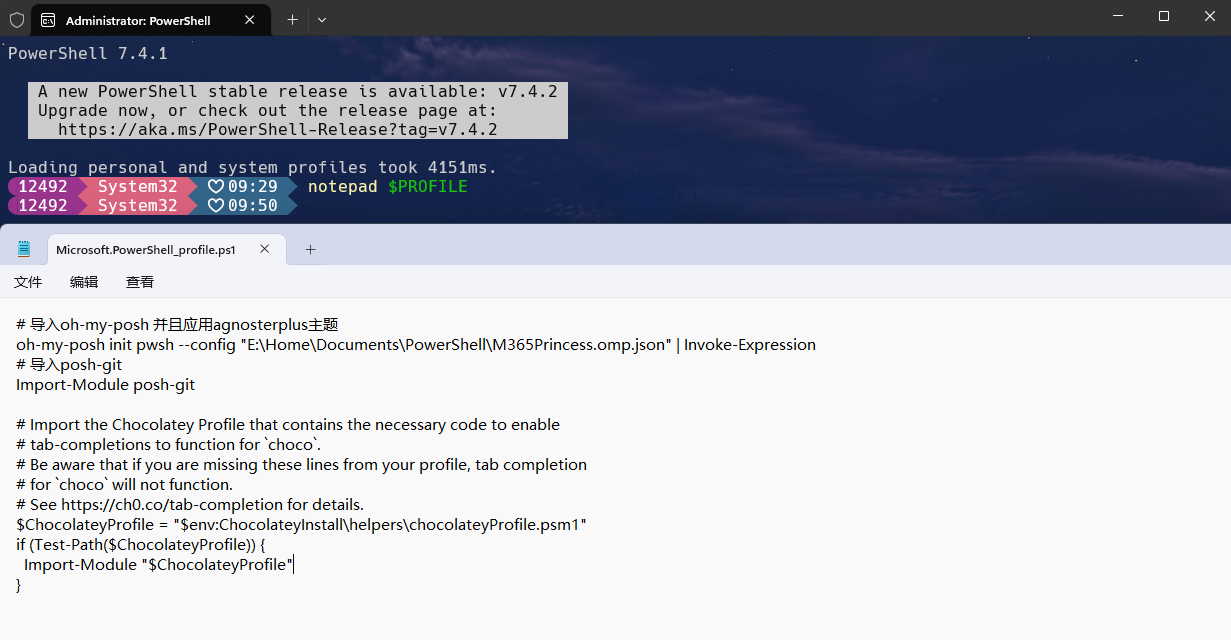 Administrator: PowerShell
PowerShell 7.4.1
A new PowerShell stable release is available: v7.4.2
Upgrade now, or check out the release page at:
https://aka.ms/PowerShell-Release?tag=v7.4.2
Loading personal and system profiles took 4151ms.
12492 System32 09:29 notepad $PROFILE
12492 System32 09:50
Microsoft.PowerShell_profile.ps1
文件 编辑 查看
# 导入oh-my-posh 并且应用agnosterplus主题
oh-my-posh init pwsh --config "E:\Home\Documents\PowerShell\M365Princess.omp.json" | Invoke-Expression
# 导入posh-git
Import-Module posh-git
# Import the Chocolatey Profile that contains the necessary code to enable
# tab-completions to function for `choco`.
# Be aware that if you are missing these lines from your profile, tab completion
# for `choco` will not function.
# See https://ch0.co/tab-completion for details.
$ChocolateyProfile = "$env:ChocolateyInstall\helpers\chocolateyProfile.psm1"
if (Test-Path($ChocolateyProfile)) {
  Import-Module "$ChocolateyProfile"
}